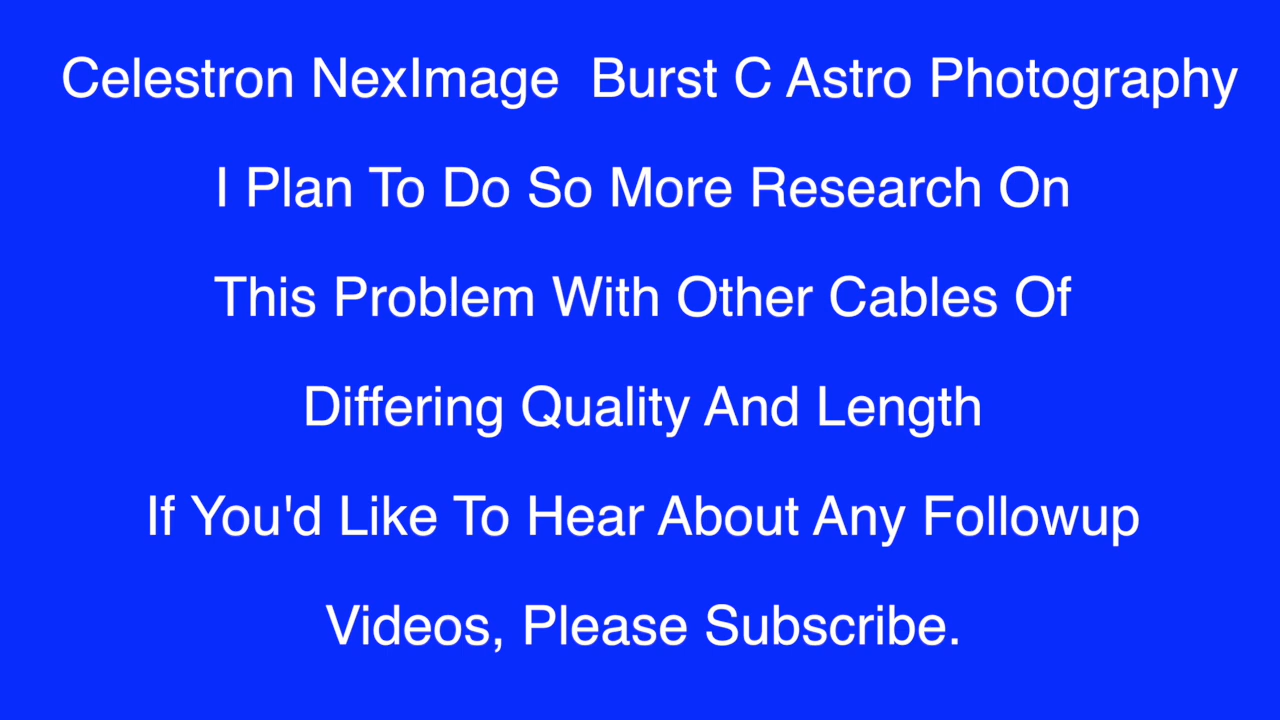 Celestron NexImage  Burst C Astro Photography
I Plan To Do So More Research On
This Problem With Other Cables Of
Differing Quality And Length
If You'd Like To Hear About Any Followup
Videos, Please Subscribe.